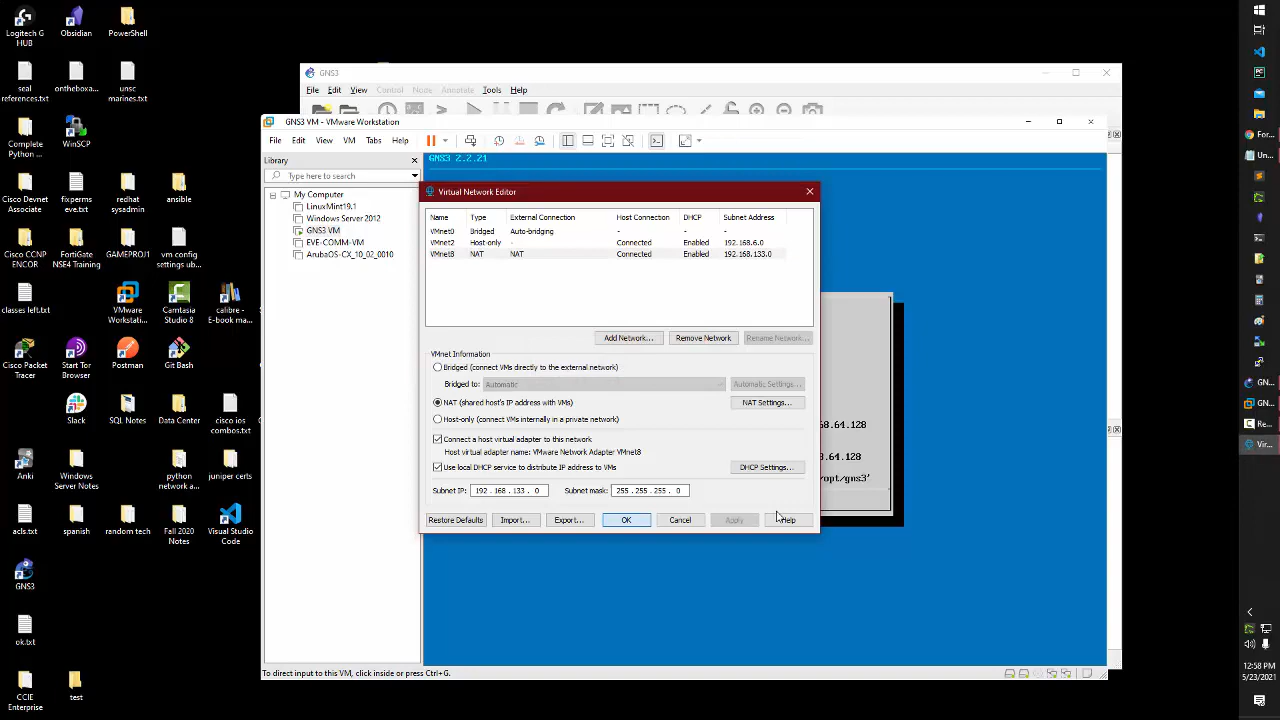 Logitech G
HUB
Obsidian
PowerShell
seal
references.txt
ontheboxa...
unsc
marines.txt
Complete
Python ...
WinSCP
Cisco Devnet
Associate
fixperms
eve.txt
redhat
sysadmin
ansible
Cisco CCNP
ENCOR
FortiGate
NSE4 Training
GAMEPROJ1
vm config
settings ub...
classes left.txt
VMware
Workstatio...
Camtasia
Studio 8
calibre -
E-book ma...
Cisco Packet
Tracer
Start Tor
Browser
Postman
Git Bash
Slack
SQL Notes
Data Center
cisco ios
combos.txt
Anki
Windows
Server Notes
python
network a...
juniper certs
acls.txt
spanish
random tech
Fall 2020
Notes
Visual Studio
Code
GNS3
ok.txt
CCIE
Enterprise
test
GNS3
File Edit View Control Node Annotate Tools Help
GNS3 VM - VMware Workstation
File Edit View VM Tabs Help
Library
Type here to search
My Computer
LinuxMint19.1
Windows Server 2012
GNS3 VM
EVE-COMM-VM
ArubaOS-CX_10_02_0010
GNS3 2.2.21
Virtual Network Editor
Name Type External Connection Host Connection DHCP Subnet Address
VMnet0 Bridged Auto-bridging - - -
VMnet2 Host-only - Connected Enabled 192.168.6.0
VMnet8 NAT NAT Connected Enabled 192.168.133.0
Add Network... Remove Network Rename Network...
VMnet Information
Bridged (connect VMs directly to the external network)
Bridged to: Automatic Automatic Settings...
NAT (shared host's IP address with VMs) NAT Settings...
Host-only (connect VMs internally in a private network)
Connect a host virtual adapter to this network
Host virtual adapter name: VMware Network Adapter VMnet8
Use local DHCP service to distribute IP address to VMs DHCP Settings...
Subnet IP: 192 . 168 . 133 . 0 Subnet mask: 255 . 255 . 255 . 0
Restore Defaults Import... Export... OK Cancel Apply Help
68.64.128
.64.128
/opt/gns3'
To direct input to this VM, click inside or press Ctrl+G.
For...
Un...
GNS...
GN...
Re...
Vir...
12:58 PM
5/23/2021